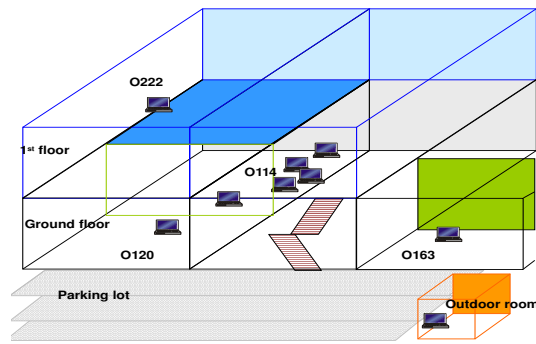 O222
1st floor
O114
Ground floor
O120
O163
Parking lot
Outdoor room